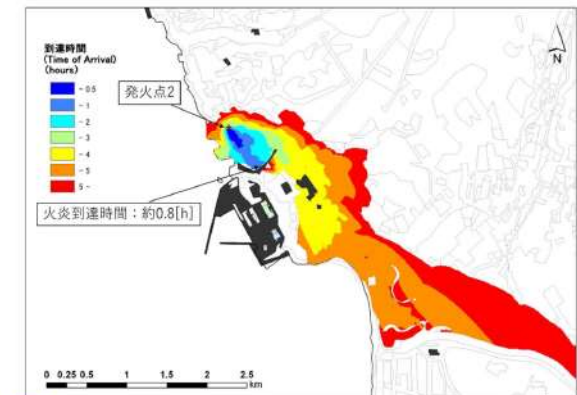 到達時間
(Time of Arrival)
(hours)
- 0.5
- 1
- 2
- 3
- 4
- 5
5 -
発火点2
火炎到達時間：約0.8[h]
N
0 0.25 0.5 1 1.5 2 2.5
km